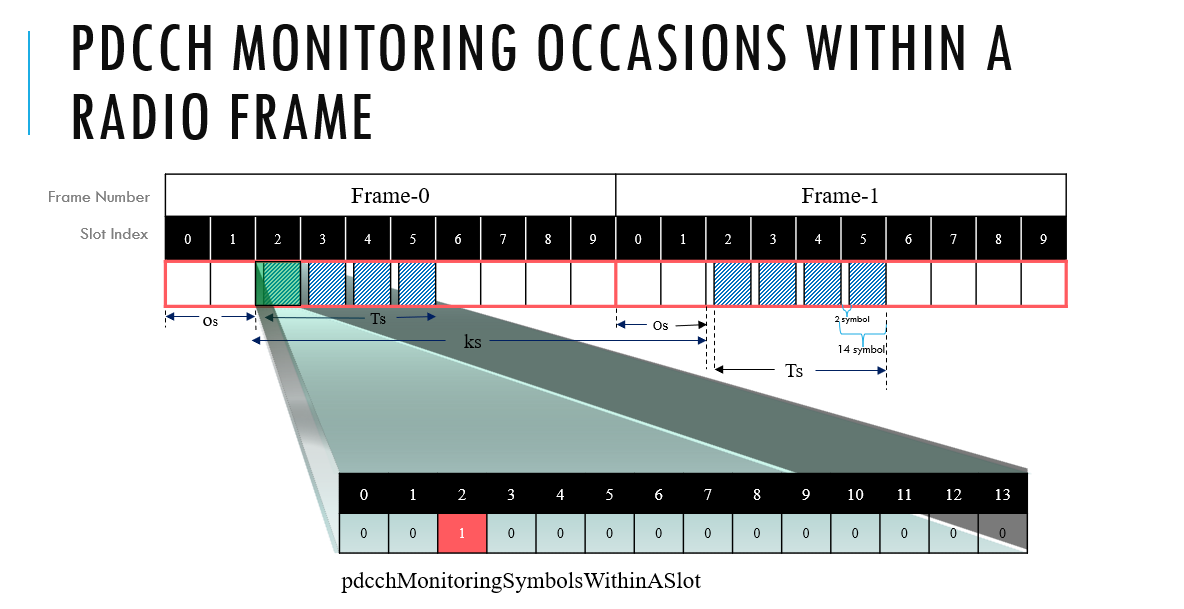 PDCCH MONITORING OCCASIONS WITHIN A
RADIO FRAME
Frame Number Frame-0 Frame-1
Slot Index 0 1 2 3 4 5 6 7 8 9 0 1 2 3 4 5 6 7 8 9
Os Ts Os 2 symbol
ks
14 symbol
Ts
0 1 2 3 4 5 6 7 8 9 10 11 12 13
0 0 1 0 0 0 0 0 0 0 0 0 0 0
pdcchMonitoringSymbolsWithinASlot